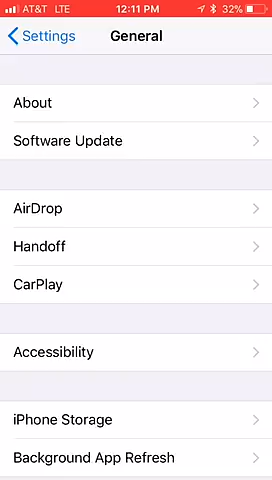 AT&T LTE 12:11 PM 32%
Settings General
About
Software Update
AirDrop
Handoff
CarPlay
Accessibility
iPhone Storage
Background App Refresh